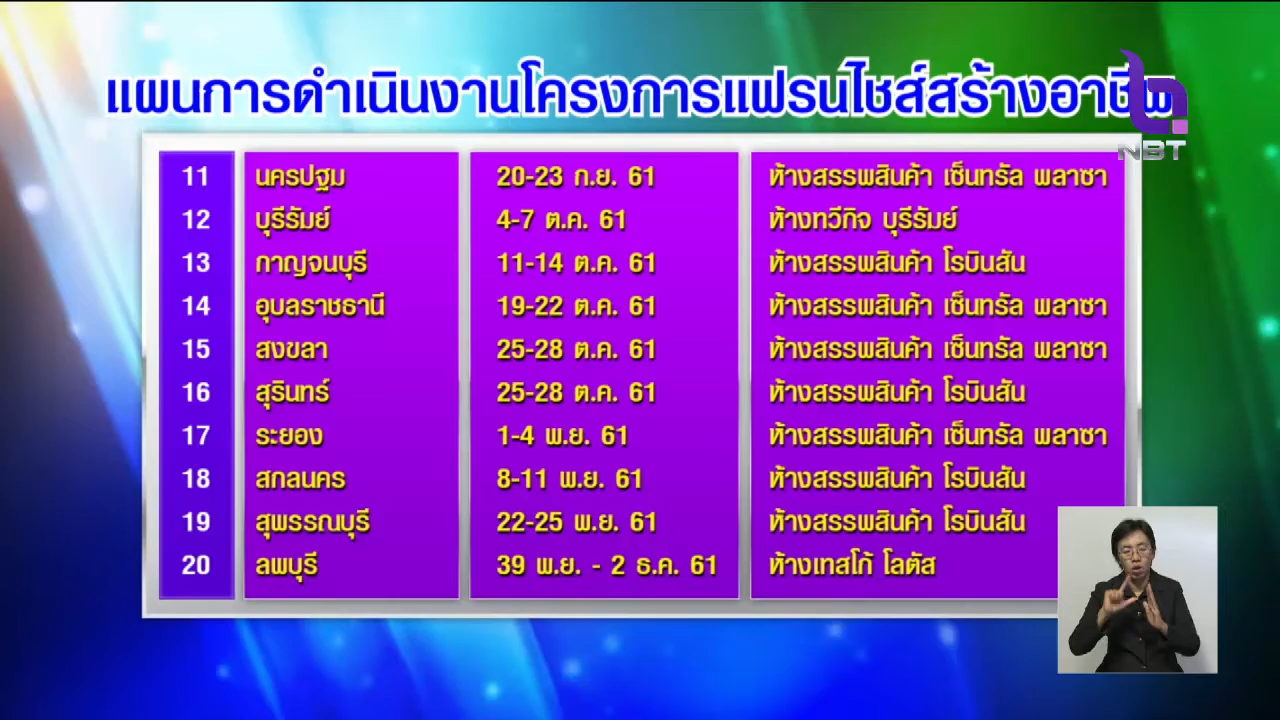 แผนการดำเนินงานโครงการแฟรนไชส์สร้างอาชีพ
NBT
11 นครปฐม 20-23 ก.ย. 61 ห้างสรรพสินค้า เซ็นทรัล พลาซา
12 บุรีรัมย์ 4-7 ต.ค. 61 ห้างทวีกิจ บุรีรัมย์
13 กาญจนบุรี 11-14 ต.ค. 61 ห้างสรรพสินค้า โรบินสัน
14 อุบลราชธานี 19-22 ต.ค. 61 ห้างสรรพสินค้า เซ็นทรัล พลาซา
15 สงขลา 25-28 ต.ค. 61 ห้างสรรพสินค้า เซ็นทรัล พลาซา
16 สุรินทร์ 25-28 ต.ค. 61 ห้างสรรพสินค้า โรบินสัน
17 ระยอง 1-4 พ.ย. 61 ห้างสรรพสินค้า เซ็นทรัล พลาซา
18 สกลนคร 8-11 พ.ย. 61 ห้างสรรพสินค้า โรบินสัน
19 สุพรรณบุรี 22-25 พ.ย. 61 ห้างสรรพสินค้า โรบินสัน
20 ลพบุรี 39 พ.ย. - 2 ธ.ค. 61 ห้างเทสโก้ โลตัส